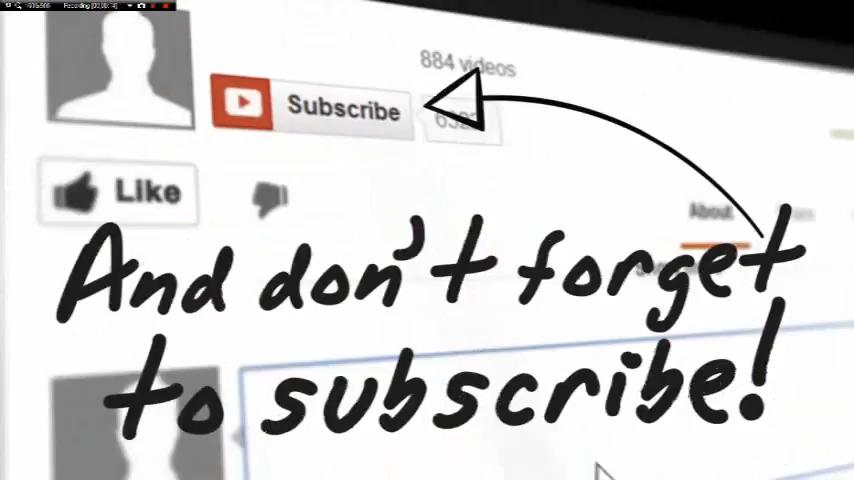 884 videos
Subscribe
Like
About
And don't forget
to subscribe!